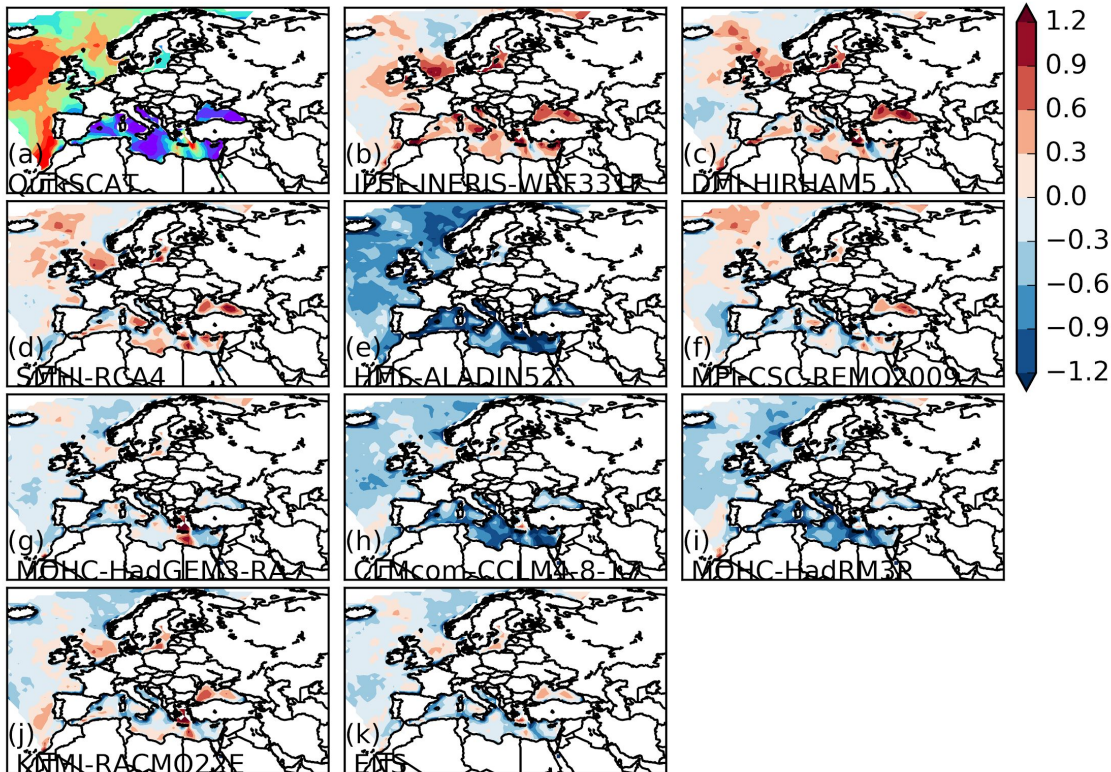 (a)
QuikSCAT
(b)
IPSL-INERIS-WRF331F
(c)
DMI-HIRHAM5
(d)
SMHI-RCA4
(e)
HMS-ALADIN52
(f)
MPI-CSC-REMO2009
(g)
MOHC-HadGEM3-RA
(h)
CLMcom-CCLM4-8-17
(i)
MOHC-HadRM3P
(j)
KNMI-RACMO22E
(k)
ENS
1.2
0.9
0.6
0.3
0.0
−0.3
−0.6
−0.9
−1.2